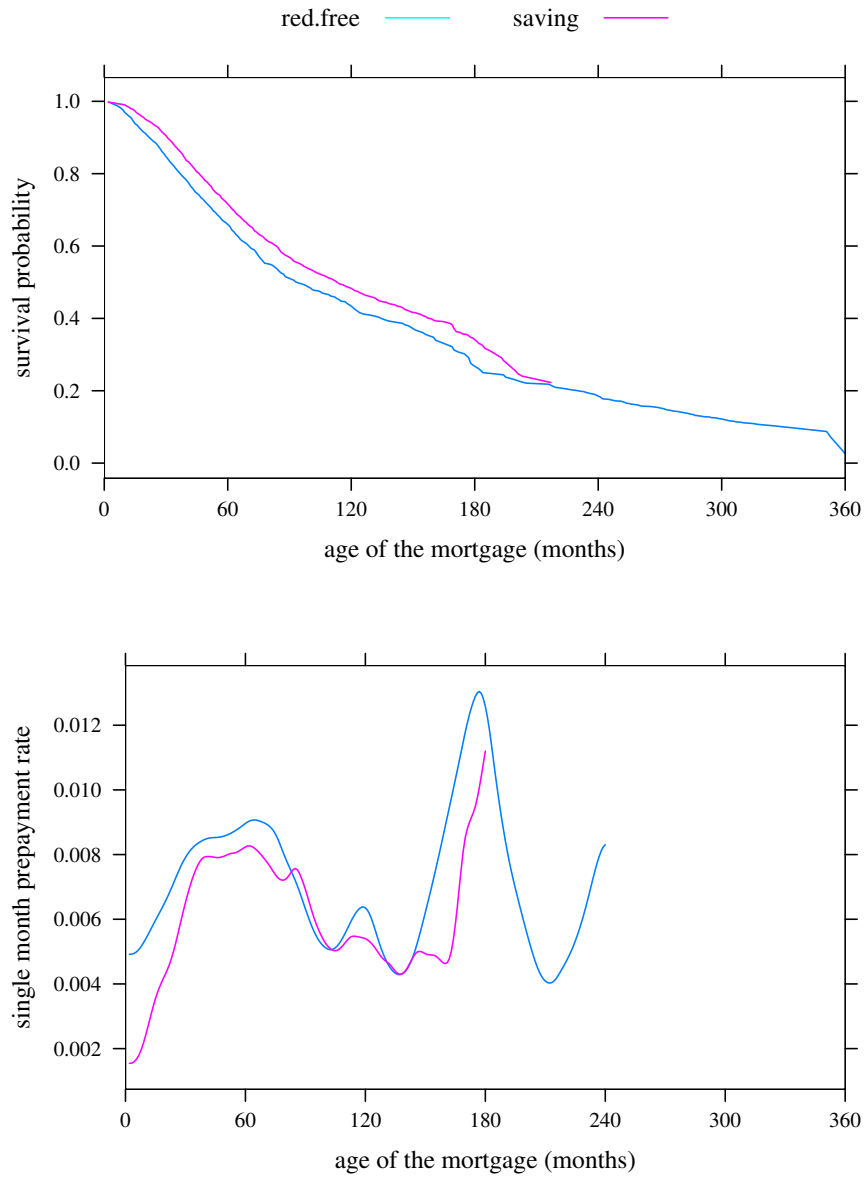 red.free saving
1.0
0.8
0.6
0.4
0.2
0.0
survival probability
0 60 120 180 240 300 360
age of the mortgage (months)
0.012
0.010
0.008
0.006
0.004
0.002
single month prepayment rate
0 60 120 180 240 300 360
age of the mortgage (months)